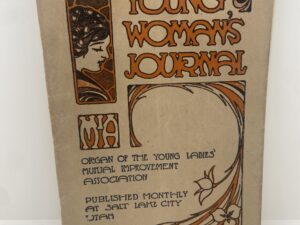 YOUNG
WOMAN'S
JOURNAL
MIA
ORGAN OF THE YOUNG LADIES'
MUTUAL IMPROVEMENT
ASSOCIATION
PUBLISHED MONTHLY
AT SALT LAKE CITY
UTAH